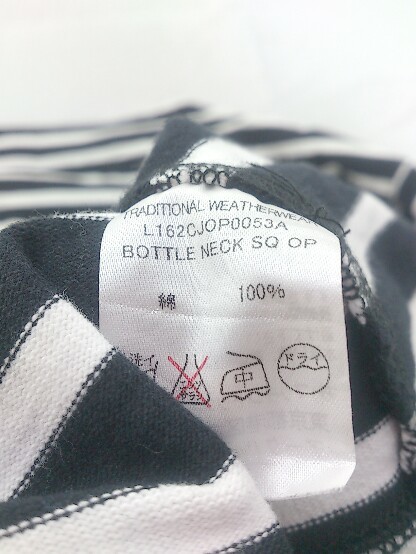 TRADITIONAL WEATHERWEAR
L162CJOP0053A
BOTTLE NECK SQ OP
綿 100%
中
ドライ